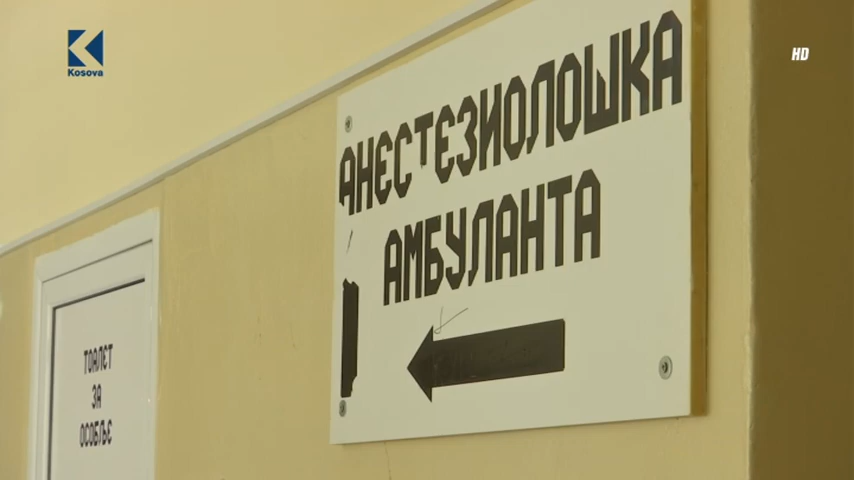 Kosova
HD
АНЕСТЕЗИОЛОШКА
АМБУЛАНТА
ТОАЛЕТ
ЗА
ОСОБЉЕ